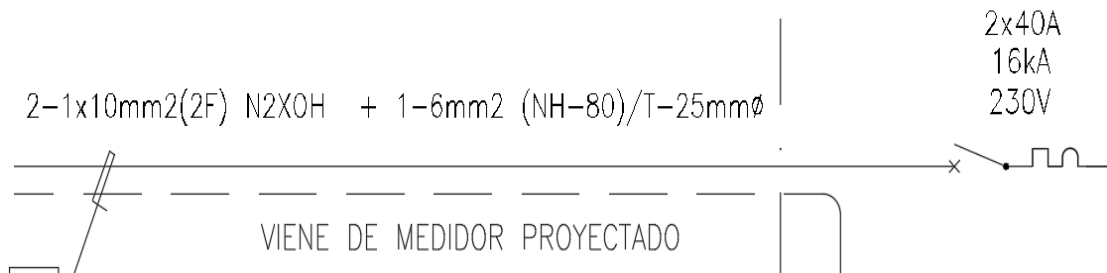 2x40A
16kA
230V
2-1x10mm2(2F) N2XOH + 1-6mm2 (NH-80)/T-25mmø
VIENE DE MEDIDOR PROYECTADO